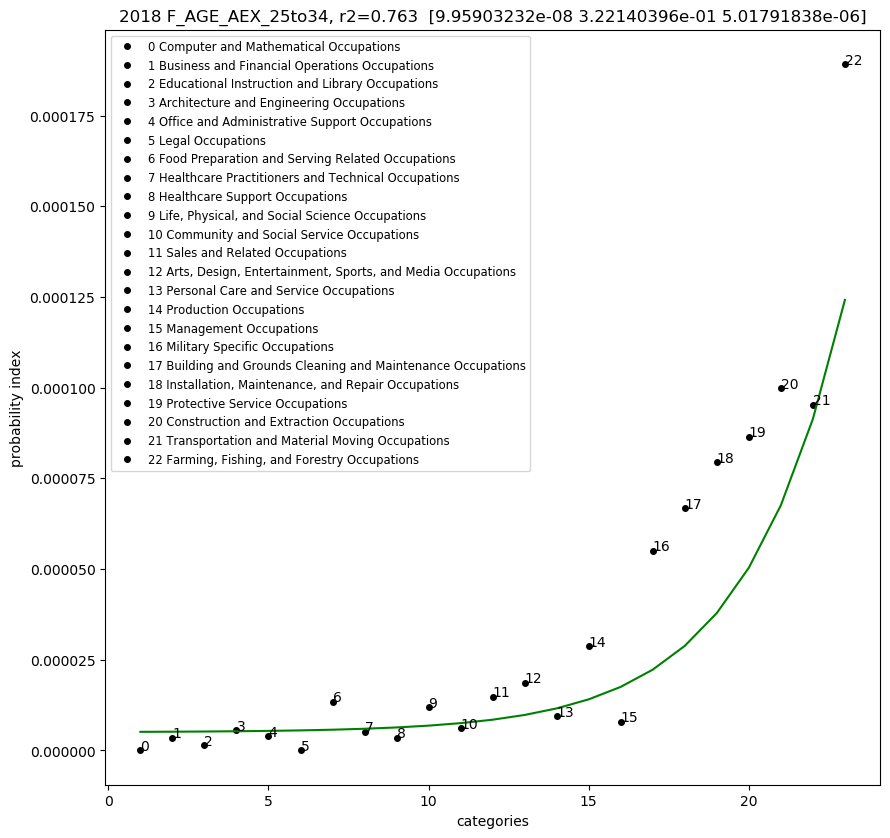 2018 F_AGE_AEX_25to34, r2=0.763  [9.95903232e-08 3.22140396e-01 5.01791838e-06]
0 Computer and Mathematical Occupations
1 Business and Financial Operations Occupations
2 Educational Instruction and Library Occupations
3 Architecture and Engineering Occupations
4 Office and Administrative Support Occupations
5 Legal Occupations
6 Food Preparation and Serving Related Occupations
7 Healthcare Practitioners and Technical Occupations
8 Healthcare Support Occupations
9 Life, Physical, and Social Science Occupations
10 Community and Social Service Occupations
11 Sales and Related Occupations
12 Arts, Design, Entertainment, Sports, and Media Occupations
13 Personal Care and Service Occupations
14 Production Occupations
15 Management Occupations
16 Military Specific Occupations
17 Building and Grounds Cleaning and Maintenance Occupations
18 Installation, Maintenance, and Repair Occupations
19 Protective Service Occupations
20 Construction and Extraction Occupations
21 Transportation and Material Moving Occupations
22 Farming, Fishing, and Forestry Occupations
probability index
0.000175
0.000150
0.000125
0.000100
0.000075
0.000050
0.000025
0.000000
0
1
2
3
4
5
6
7
8
9
10
11
12
13
14
15
16
17
18
19
20
21
22
0 5 10 15 20
categories